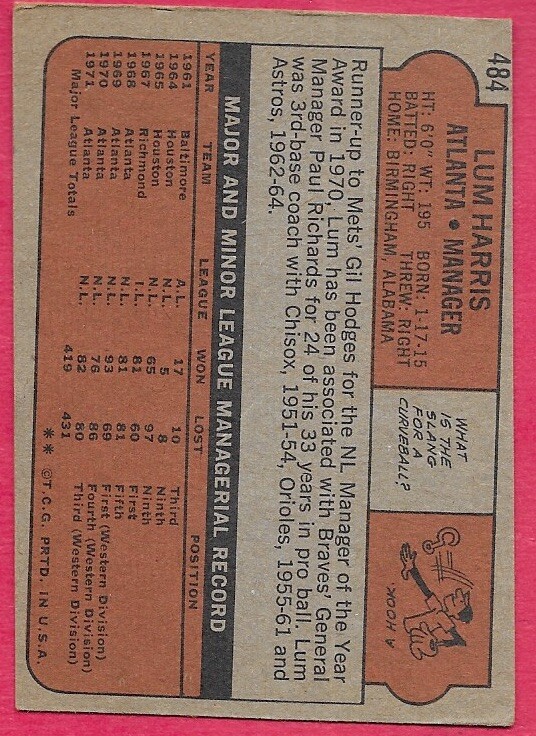 484
LUM HARRIS
ATLANTA • MANAGER
HT: 6'0" WT: 195 BORN: 1-17-15
BATTED: RIGHT THREW: RIGHT
HOME: BIRMINGHAM, ALABAMA
WHAT
IS THE
SLANG
FOR A
CURVEBALL?
A HOOK
Runner-up to Mets' Gil Hodges for the NL Manager of the Year
Award in 1970, Lum has been associated with Braves' General
Manager Paul Richards for 24 of his 33 years in pro ball. Lum
was 3rd-base coach with Chisox, 1951-54, Orioles, 1955-61 and
Astros, 1962-64.
MAJOR AND MINOR LEAGUE MANAGERIAL RECORD
YEAR TEAM LEAGUE WON LOST POSITION
1961 Baltimore A.L. 17 10 Third
1964 Houston N.L. 5 8 Ninth
1965 Houston N.L. 65 97 Ninth
1967 Richmond I.L. 81 60 First
1968 Atlanta N.L. 81 81 Fifth
1969 Atlanta N.L. 93 69 First (Western Division)
1970 Atlanta N.L. 76 86 Fourth (Western Division)
1971 Atlanta N.L. 82 80 Third (Western Division)
Major League Totals 419 431
** ©T.C.G. PRTD. IN U.S.A.